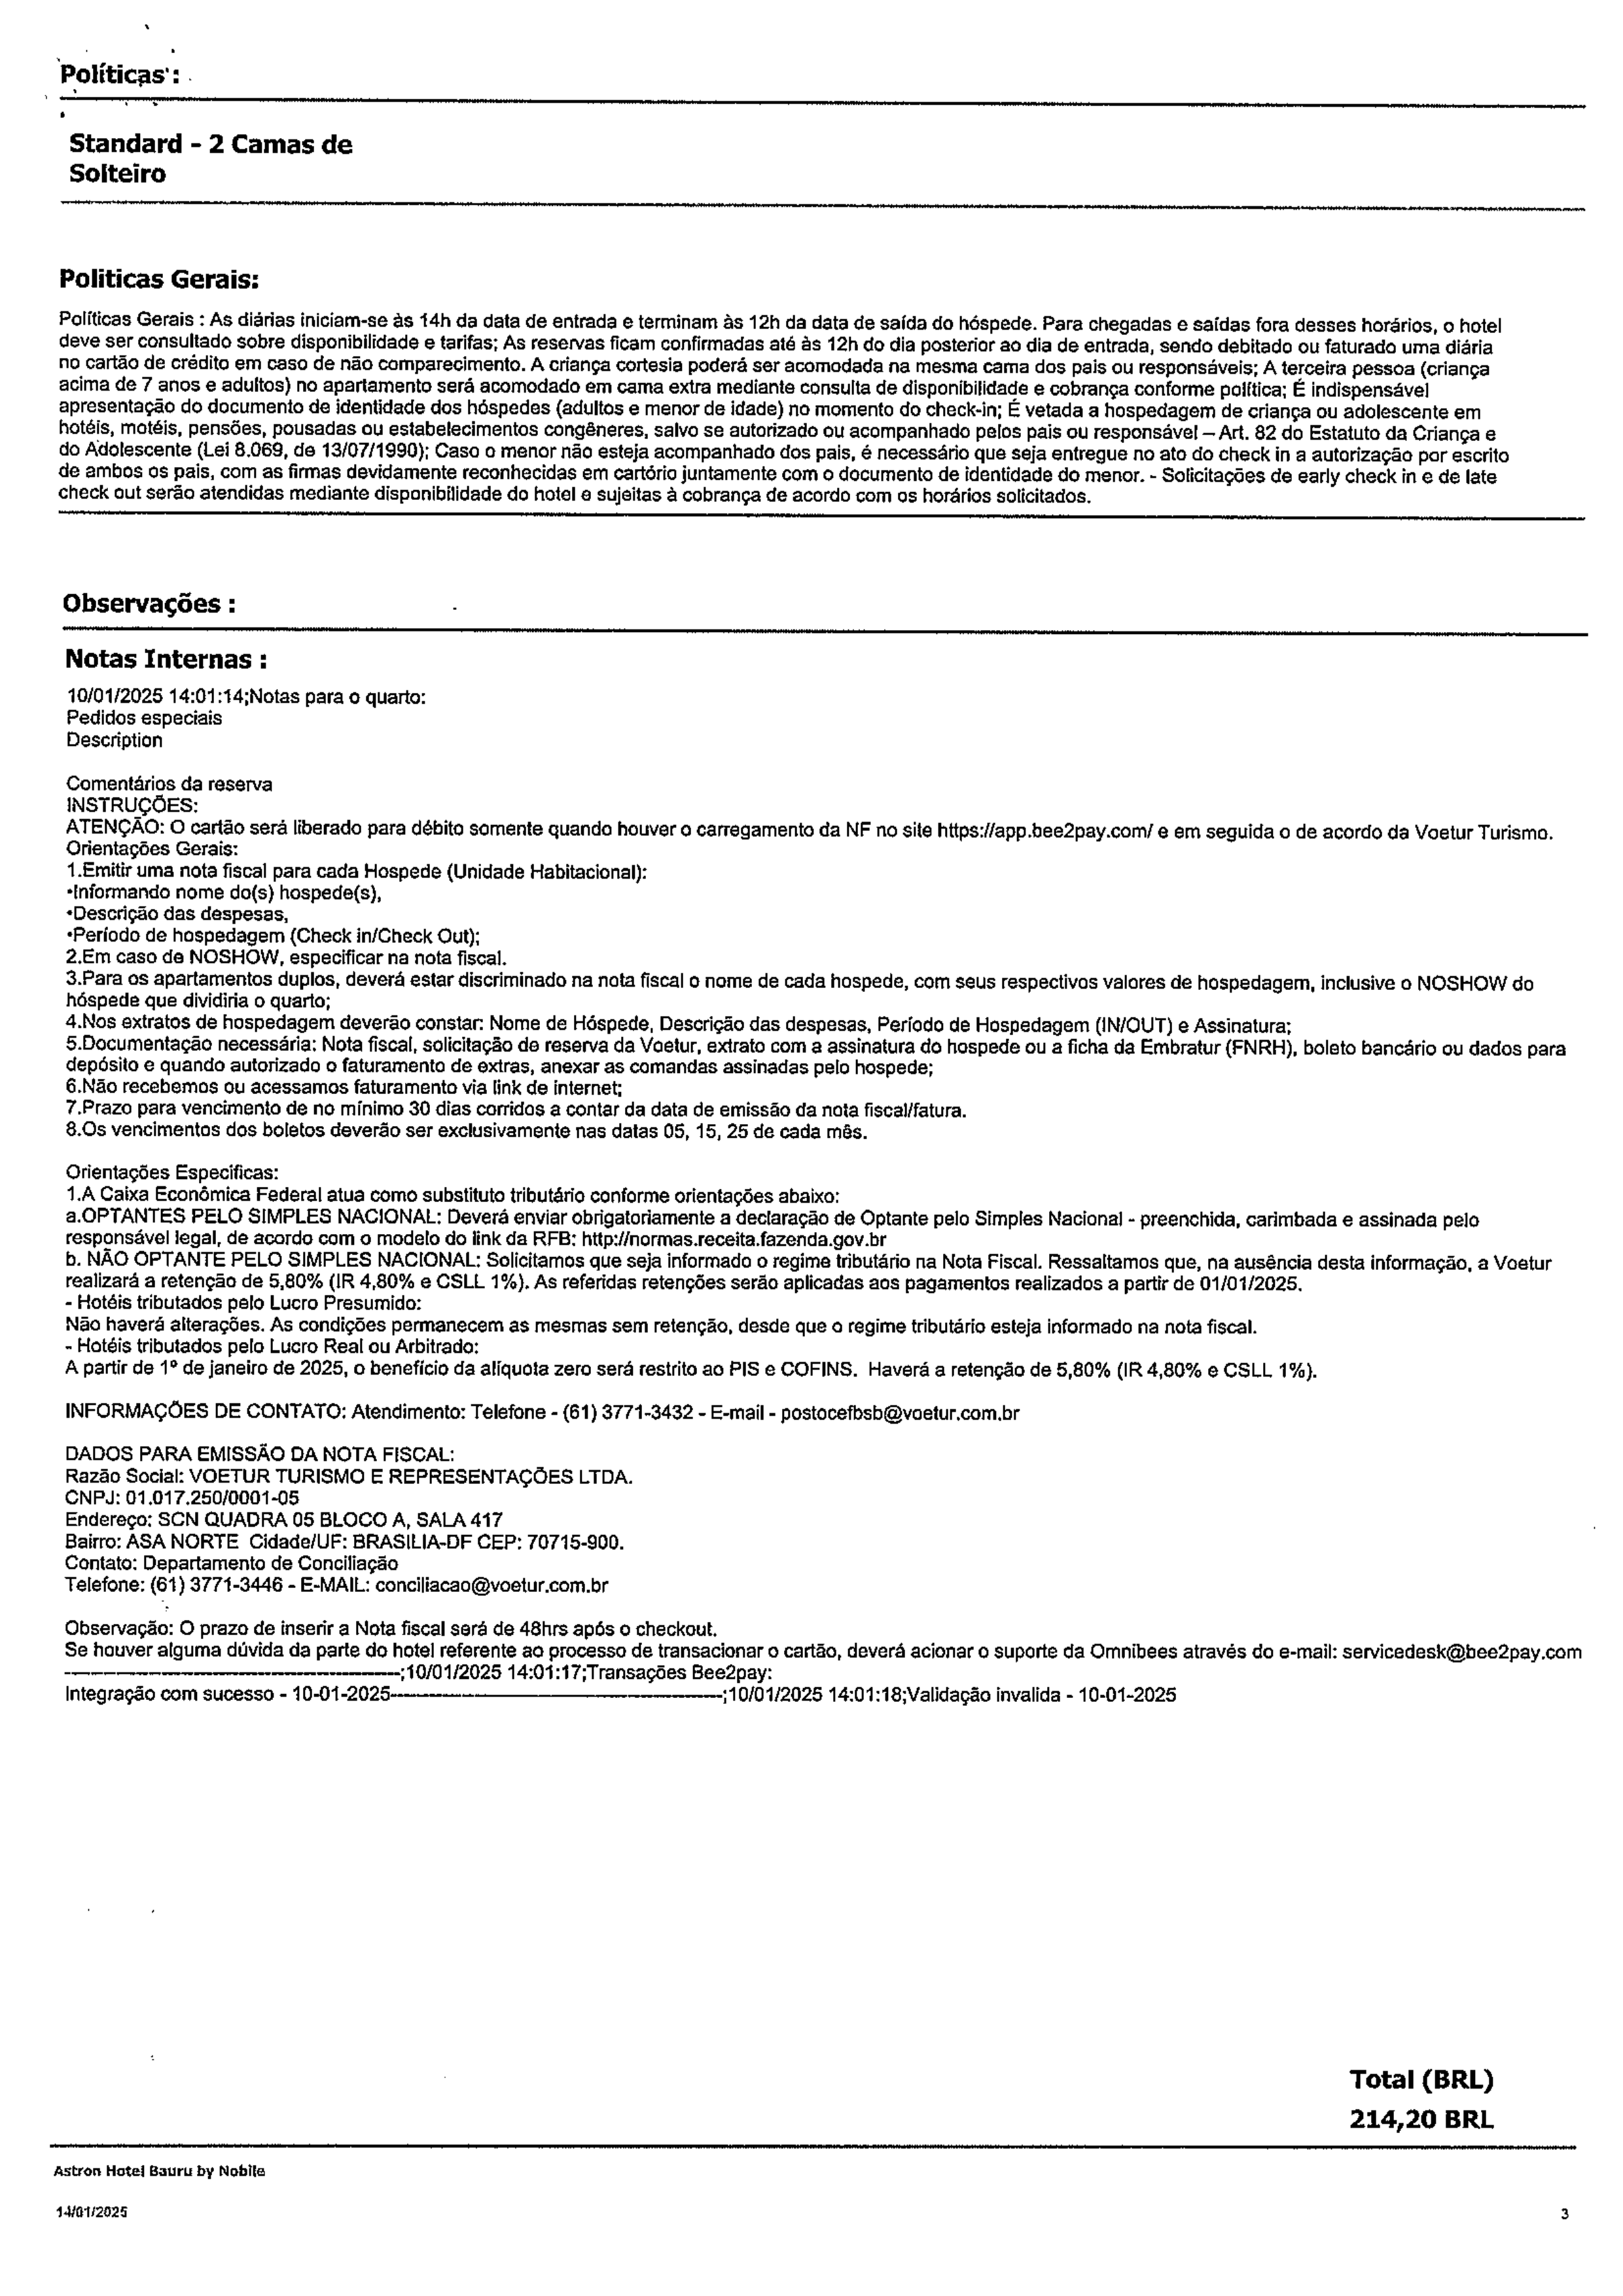 Políticas :
Standard - 2 Camas de
Solteiro
Politicas Gerais:
Políticas Gerais : As diárias iniciam-se às 14h da data de entrada e terminam às 12h da data de saída do hóspede. Para chegadas e saídas fora desses horários, o hotel
deve ser consultado sobre disponibilidade e tarifas; As reservas ficam confirmadas até às 12h do dia posterior ao dia de entrada, sendo debitado ou faturado uma diária
no cartão de crédito em caso de não comparecimento. A criança cortesia poderá ser acomodada na mesma cama dos pais ou responsáveis; A terceira pessoa (criança
acima de 7 anos e adultos) no apartamento será acomodado em cama extra mediante consulta de disponibilidade e cobrança conforme política; É indispensável
apresentação do documento de identidade dos hóspedes (adultos e menor de idade) no momento do check-in; É vetada a hospedagem de criança ou adolescente em
hotéis, motéis, pensões, pousadas ou estabelecimentos congêneres, salvo se autorizado ou acompanhado pelos pais ou responsável – Art. 82 do Estatuto da Criança e
do Adolescente (Lei 8.069, de 13/07/1990); Caso o menor não esteja acompanhado dos pais, é necessário que seja entregue no ato do check in a autorização por escrito
de ambos os pais, com as firmas devidamente reconhecidas em cartório juntamente com o documento de identidade do menor. - Solicitações de early check in e de late
check out serão atendidas mediante disponibilidade do hotel e sujeitas à cobrança de acordo com os horários solicitados.
Observações :
Notas Internas :
10/01/2025 14:01:14;Notas para o quarto:
Pedidos especiais
Description
Comentários da reserva
INSTRUÇÕES:
ATENÇÃO: O cartão será liberado para débito somente quando houver o carregamento da NF no site https://app.bee2pay.com/ e em seguida o de acordo da Voetur Turismo.
Orientações Gerais:
1.Emitir uma nota fiscal para cada Hospede (Unidade Habitacional):
•Informando nome do(s) hospede(s),
•Descrição das despesas,
•Período de hospedagem (Check in/Check Out);
2.Em caso de NOSHOW, especificar na nota fiscal.
3.Para os apartamentos duplos, deverá estar discriminado na nota fiscal o nome de cada hospede, com seus respectivos valores de hospedagem, inclusive o NOSHOW do
hóspede que dividiria o quarto;
4.Nos extratos de hospedagem deverão constar: Nome de Hóspede, Descrição das despesas, Período de Hospedagem (IN/OUT) e Assinatura;
5.Documentação necessária: Nota fiscal, solicitação de reserva da Voetur, extrato com a assinatura do hospede ou a ficha da Embratur (FNRH), boleto bancário ou dados para
depósito e quando autorizado o faturamento de extras, anexar as comandas assinadas pelo hospede;
6.Não recebemos ou acessamos faturamento via link de internet;
7.Prazo para vencimento de no mínimo 30 dias corridos a contar da data de emissão da nota fiscal/fatura.
8.Os vencimentos dos boletos deverão ser exclusivamente nas datas 05, 15, 25 de cada mês.
Orientações Especificas:
1.A Caixa Econômica Federal atua como substituto tributário conforme orientações abaixo:
a.OPTANTES PELO SIMPLES NACIONAL: Deverá enviar obrigatoriamente a declaração de Optante pelo Simples Nacional - preenchida, carimbada e assinada pelo
responsável legal, de acordo com o modelo do link da RFB: http://normas.receita.fazenda.gov.br
b. NÃO OPTANTE PELO SIMPLES NACIONAL: Solicitamos que seja informado o regime tributário na Nota Fiscal. Ressaltamos que, na ausência desta informação, a Voetur
realizará a retenção de 5,80% (IR 4,80% e CSLL 1%). As referidas retenções serão aplicadas aos pagamentos realizados a partir de 01/01/2025.
- Hotéis tributados pelo Lucro Presumido:
Não haverá alterações. As condições permanecem as mesmas sem retenção, desde que o regime tributário esteja informado na nota fiscal.
- Hotéis tributados pelo Lucro Real ou Arbitrado:
A partir de 1º de janeiro de 2025, o benefício da alíquota zero será restrito ao PIS e COFINS.  Haverá a retenção de 5,80% (IR 4,80% e CSLL 1%).
INFORMAÇÕES DE CONTATO: Atendimento: Telefone - (61) 3771-3432 - E-mail - postocefbsb@voetur.com.br
DADOS PARA EMISSÃO DA NOTA FISCAL:
Razão Social: VOETUR TURISMO E REPRESENTAÇÕES LTDA.
CNPJ: 01.017.250/0001-05
Endereço: SCN QUADRA 05 BLOCO A, SALA 417
Bairro: ASA NORTE  Cidade/UF: BRASILIA-DF CEP: 70715-900.
Contato: Departamento de Conciliação
Telefone: (61) 3771-3446 - E-MAIL: conciliacao@voetur.com.br
Observação: O prazo de inserir a Nota fiscal será de 48hrs após o checkout.
Se houver alguma dúvida da parte do hotel referente ao processo de transacionar o cartão, deverá acionar o suporte da Omnibees através do e-mail: servicedesk@bee2pay.com
----------------------------------------;10/01/2025 14:01:17;Transações Bee2pay:
Integração com sucesso - 10-01-2025----------------------------------------;10/01/2025 14:01:18;Validação invalida - 10-01-2025
Total (BRL)
214,20 BRL
Astron Hotel Bauru by Nobile
14/01/2025
3